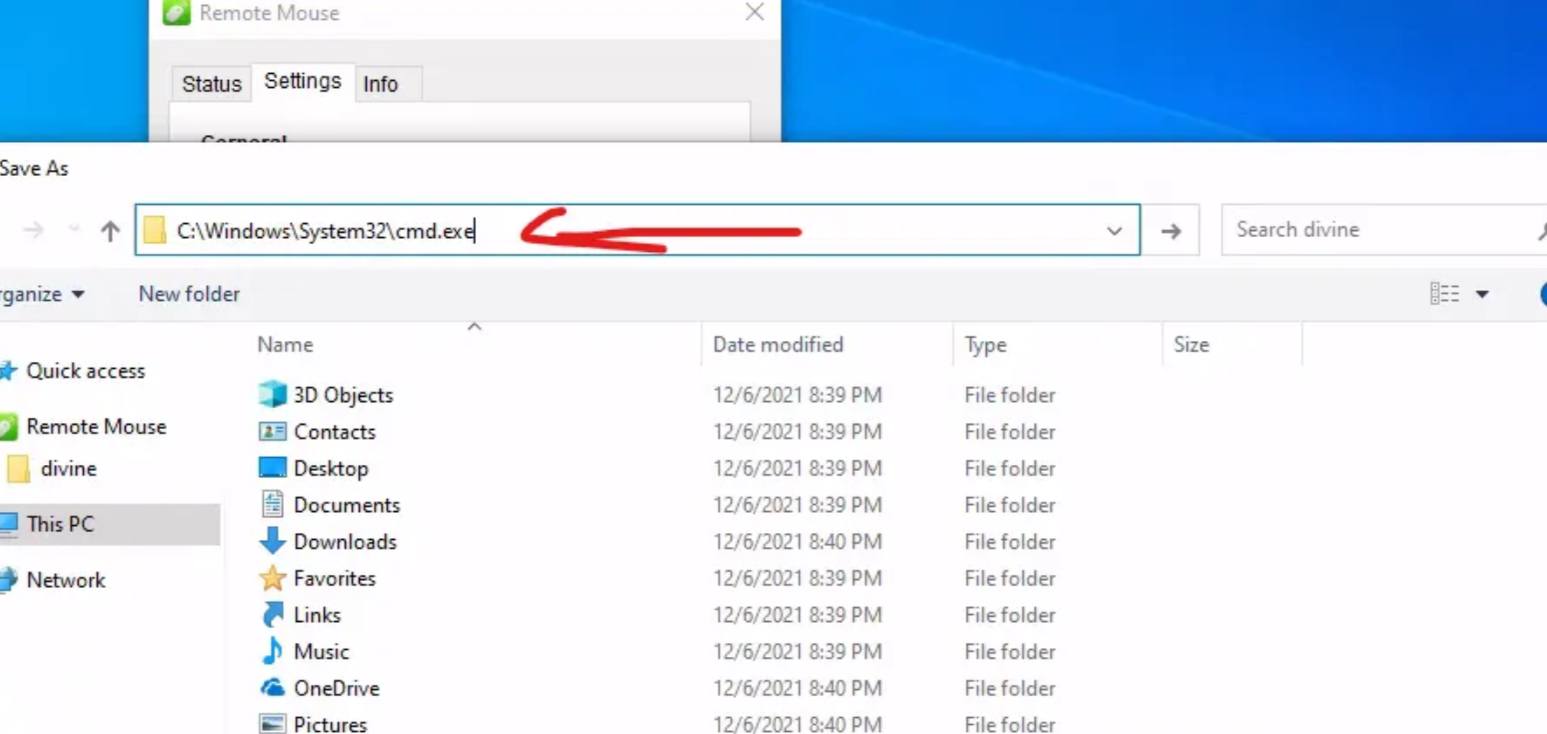 Remote Mouse
Status Settings Info
Save As
C:\Windows\System32\cmd.exe
Search divine
New folder
Name Date modified Type Size
Quick access
Remote Mouse
divine
This PC
Network
3D Objects 12/6/2021 8:39 PM File folder
Contacts 12/6/2021 8:39 PM File folder
Desktop 12/6/2021 8:39 PM File folder
Documents 12/6/2021 8:39 PM File folder
Downloads 12/6/2021 8:40 PM File folder
Favorites 12/6/2021 8:39 PM File folder
Links 12/6/2021 8:39 PM File folder
Music 12/6/2021 8:39 PM File folder
OneDrive 12/6/2021 8:40 PM File folder
Pictures 12/6/2021 8:40 PM File folder